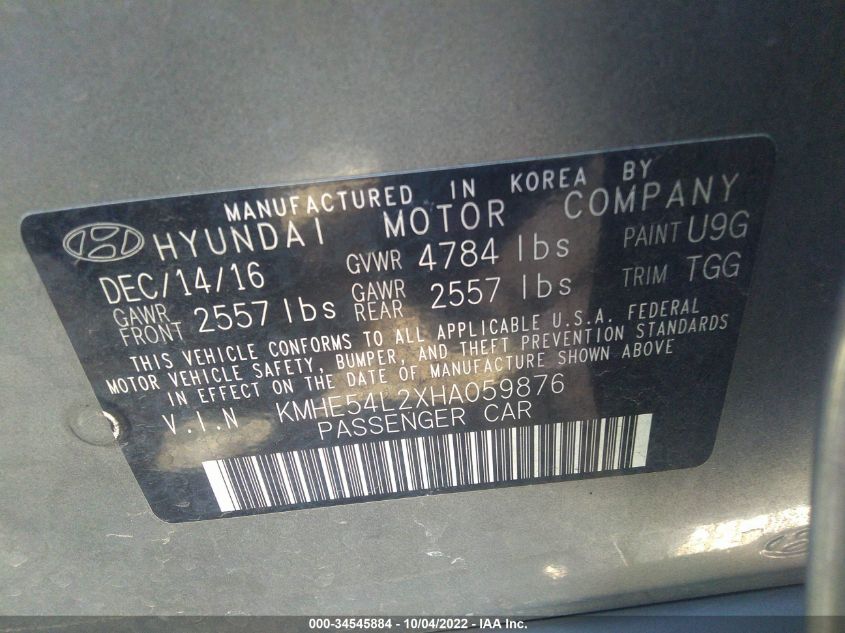 MANUFACTURED IN KOREA BY
HYUNDAI MOTOR COMPANY
DEC/14/16 GVWR 4784 lbs PAINT U9G
GAWR FRONT 2557 lbs GAWR REAR 2557 lbs TRIM TGG
THIS VEHICLE CONFORMS TO ALL APPLICABLE U.S.A. FEDERAL
MOTOR VEHICLE SAFETY, BUMPER, AND THEFT PREVENTION STANDARDS
IN EFFECT ON THE DATE OF MANUFACTURE SHOWN ABOVE
V.I.N KMHE54L2XHA059876
PASSENGER CAR
000-34545884 - 10/04/2022 - IAA Inc.